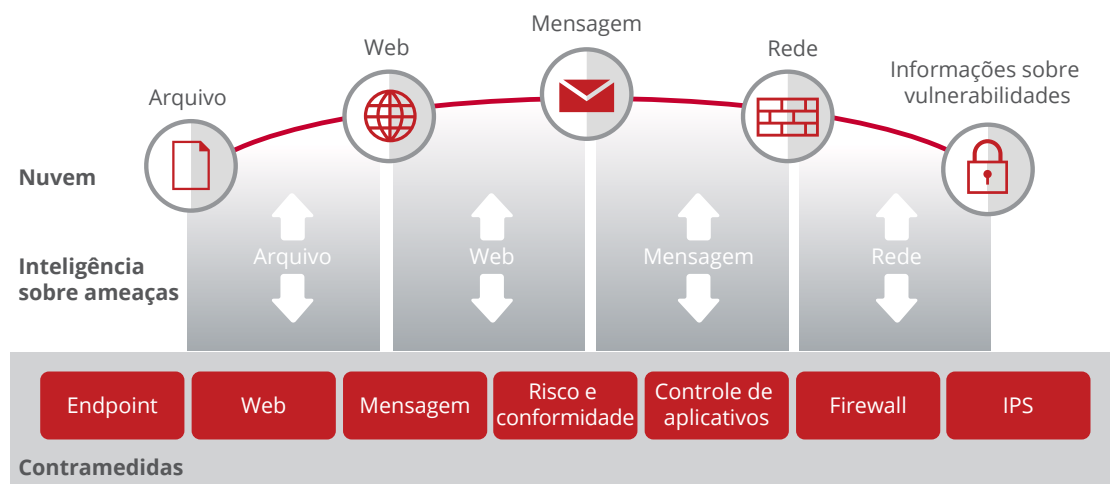 Mensagem
Web
Rede
Informações sobre
vulnerabilidades
Arquivo
Nuvem
Arquivo
Web
Mensagem
Rede
Inteligência
sobre ameaças
Endpoint
Web
Mensagem
Risco e
conformidade
Controle de
aplicativos
Firewall
IPS
Contramedidas